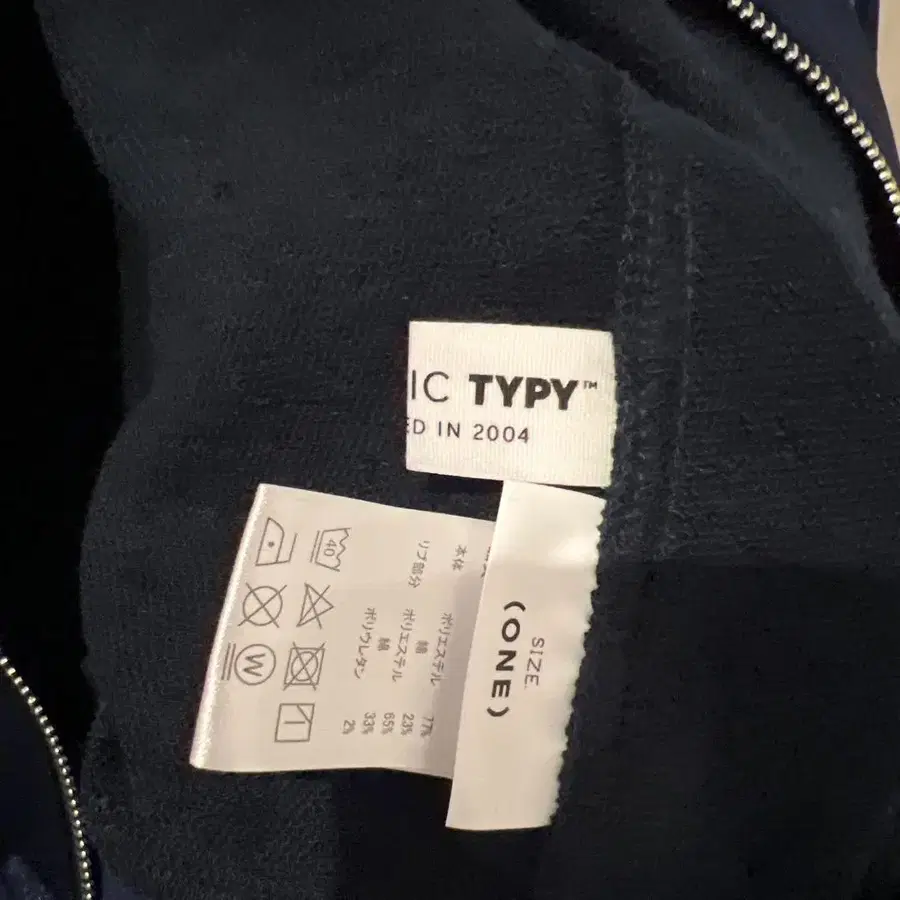 IC TYPY™
ED IN 2004
SIZE
(ONE)
本体 ポリエステル 77%
綿 23%
リブ部分 ポリエステル 65%
綿 33%
ポリウレタン 2%
40
W